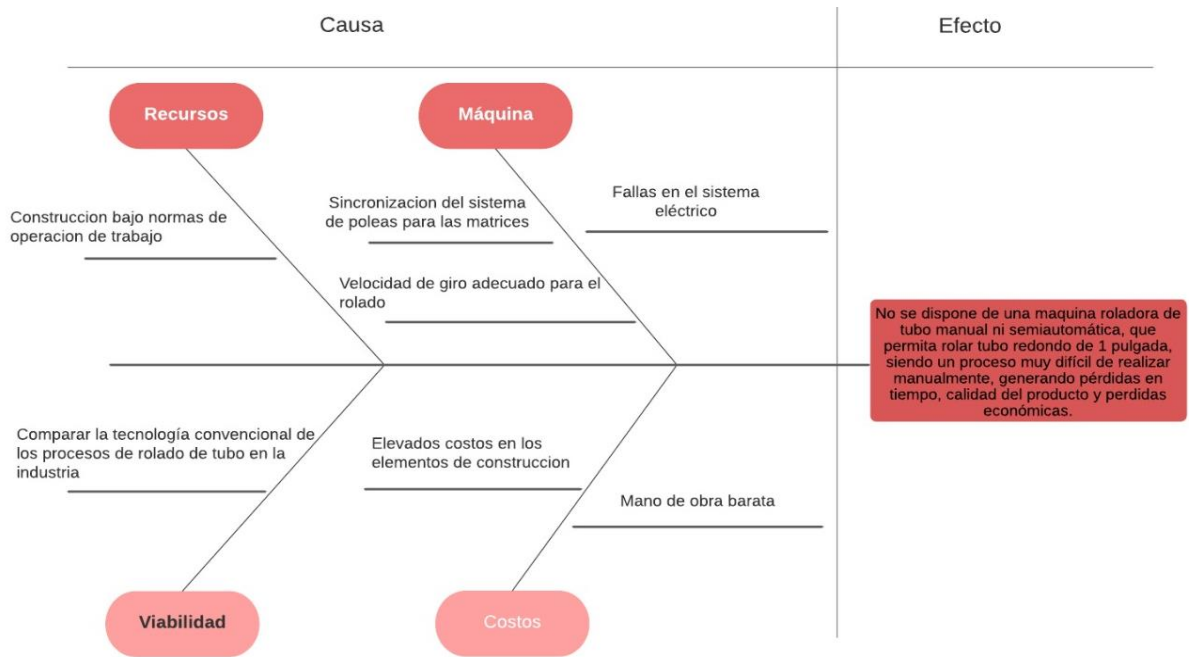 Causa
Efecto
Recursos
Máquina
Construccion bajo normas de
operacion de trabajo
Sincronizacion del sistema
de poleas para las matrices
Fallas en el sistema
eléctrico
Velocidad de giro adecuado para el
rolado
No se dispone de una maquina roladora de
tubo manual ni semiautomática, que
permita rolar tubo redondo de 1 pulgada,
siendo un proceso muy difícil de realizar
manualmente, generando pérdidas en
tiempo, calidad del producto y perdidas
económicas.
Comparar la tecnología convencional de
los procesos de rolado de tubo en la
industria
Elevados costos en los
elementos de construccion
Mano de obra barata
Viabilidad
Costos